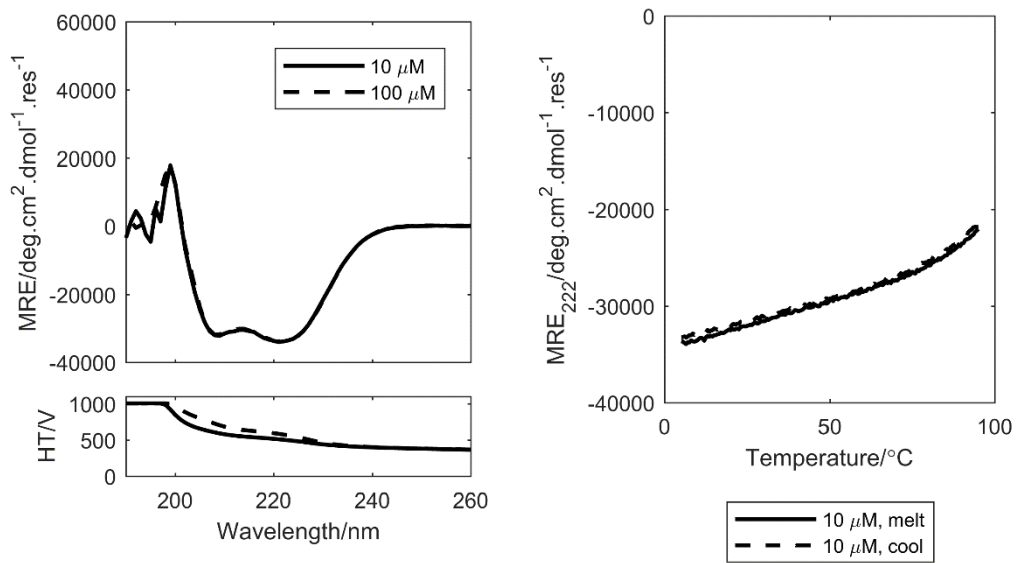 60000
40000
20000
0
-20000
-40000
MRE/deg.cm².dmol⁻¹.res⁻¹
10 μM
100 μM
1000
500
0
HT/V
200
220
240
260
Wavelength/nm
0
-10000
-20000
-30000
-40000
MRE₂₂₂/deg.cm².dmol⁻¹.res⁻¹
0
50
100
Temperature/°C
10 μM, melt
10 μM, cool